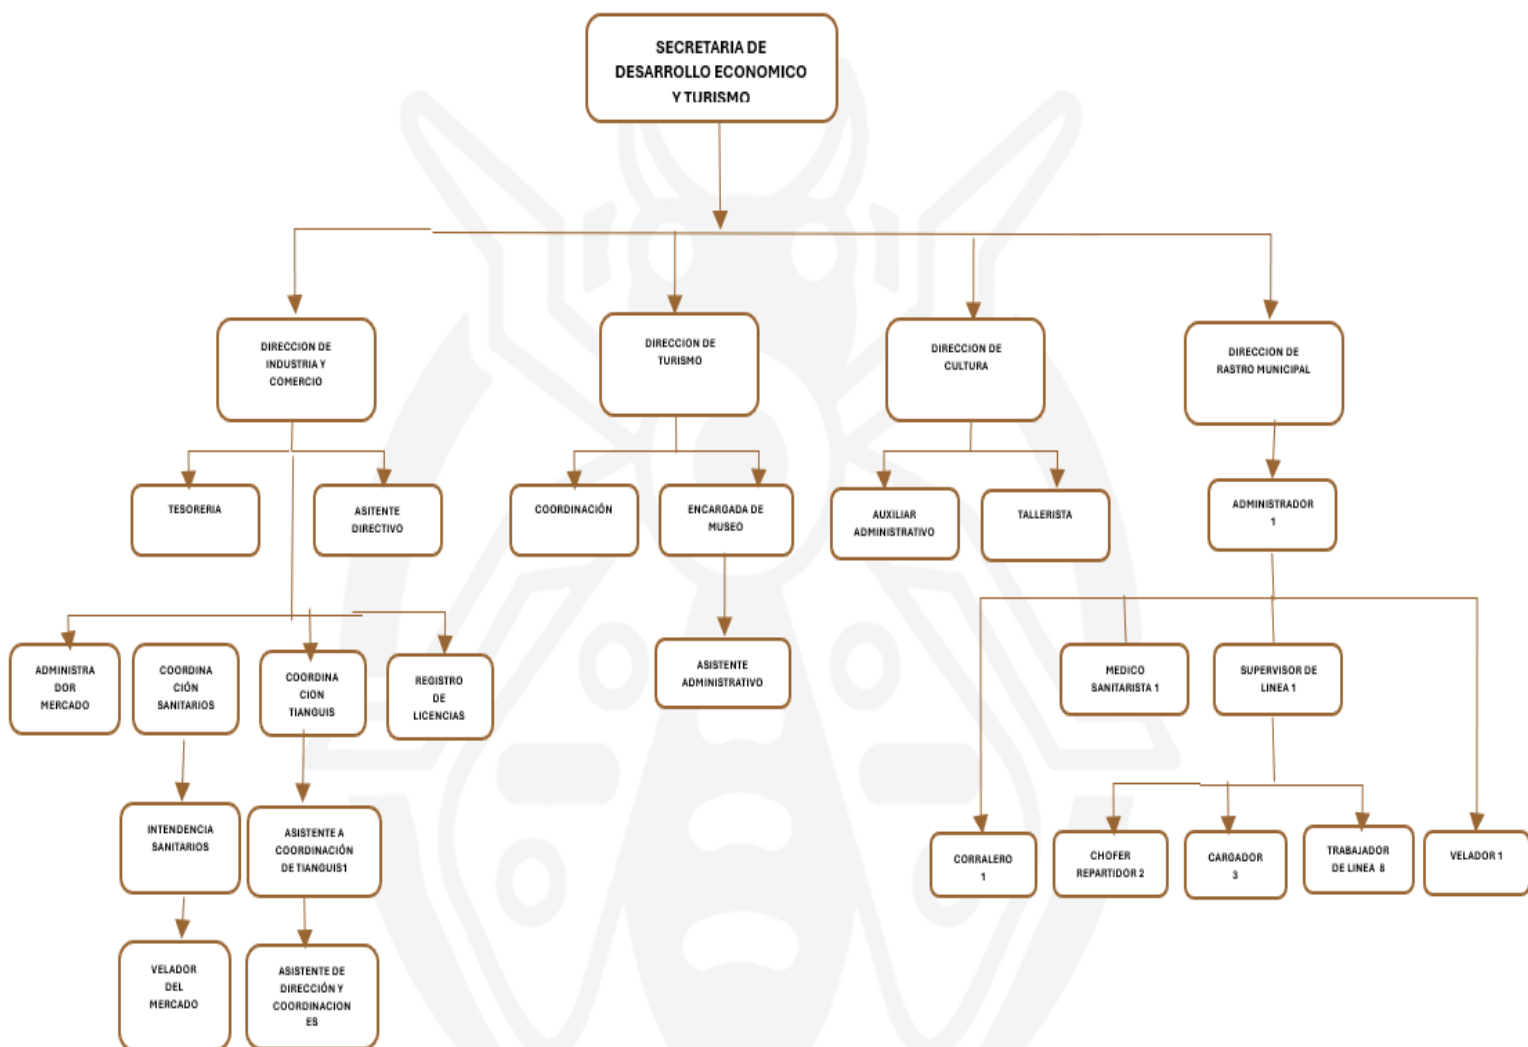 SECRETARIA DE
DESARROLLO ECONOMICO
Y TURISMO
DIRECCION DE
INDUSTRIA Y
COMERCIO
DIRECCION DE
TURISMO
DIRECCION DE
CULTURA
DIRECCION DE
RASTRO MUNICIPAL
TESORERIA
ASITENTE
DIRECTIVO
COORDINACIÓN
ENCARGADA DE
MUSEO
AUXILIAR
ADMINISTRATIVO
TALLERISTA
ADMINISTRADOR
1
ADMINISTRA
DOR
MERCADO
COORDINA
CIÓN
SANITARIOS
COORDINA
CION
TIANGUIS
REGISTRO
DE
LICENCIAS
ASISTENTE
ADMINISTRATIVO
MEDICO
SANITARISTA 1
SUPERVISOR DE
LINEA 1
INTENDENCIA
SANITARIOS
ASISTENTE A
COORDINACIÓN
DE TIANGUIS1
CORRALERO
1
CHOFER
REPARTIDOR 2
CARGADOR
3
TRABAJADOR
DE LINEA 8
VELADOR 1
VELADOR
DEL
MERCADO
ASISTENTE DE
DIRECCIÓN Y
COORDINACION
ES